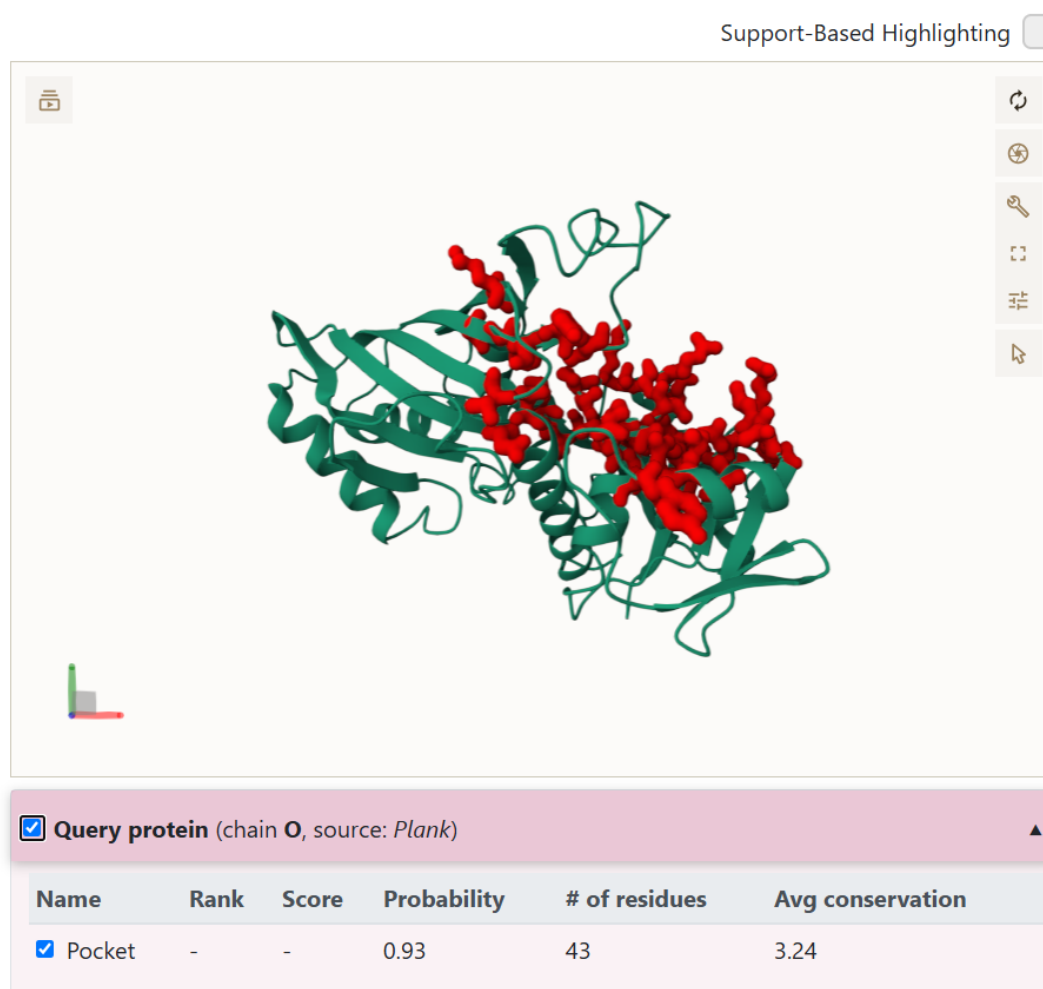 Support-Based Highlighting
Query protein (chain O, source: Plank)
Name Rank Score Probability # of residues Avg conservation
Pocket - - 0.93 43 3.24